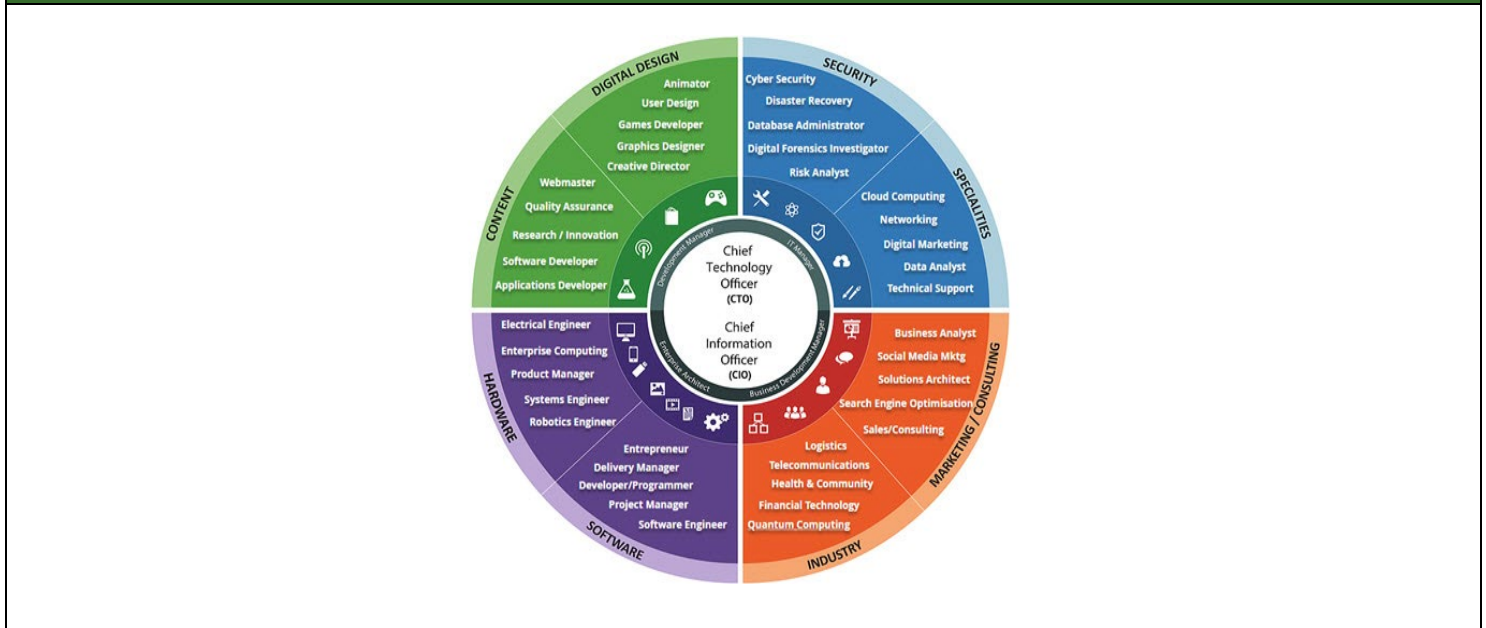 DIGITAL DESIGN
Animator
User Design
Games Developer
Graphics Designer
Creative Director
CONTENT
Webmaster
Quality Assurance
Research / Innovation
Software Developer
Applications Developer
SECURITY
Cyber Security
Disaster Recovery
Database Administrator
Digital Forensics Investigator
Risk Analyst
SPECIALITIES
Cloud Computing
Networking
Digital Marketing
Data Analyst
Technical Support
Development Manager
IT Manager
Chief
Technology
Officer
(CTO)
Chief
Information
Officer
(CIO)
Enterprise Architect
Business Development Manager
HARDWARE
Electrical Engineer
Enterprise Computing
Product Manager
Systems Engineer
Robotics Engineer
SOFTWARE
Entrepreneur
Delivery Manager
Developer/Programmer
Project Manager
Software Engineer
MARKETING / CONSULTING
Business Analyst
Social Media Mktg
Solutions Architect
Search Engine Optimisation
Sales/Consulting
INDUSTRY
Logistics
Telecommunications
Health & Community
Financial Technology
Quantum Computing